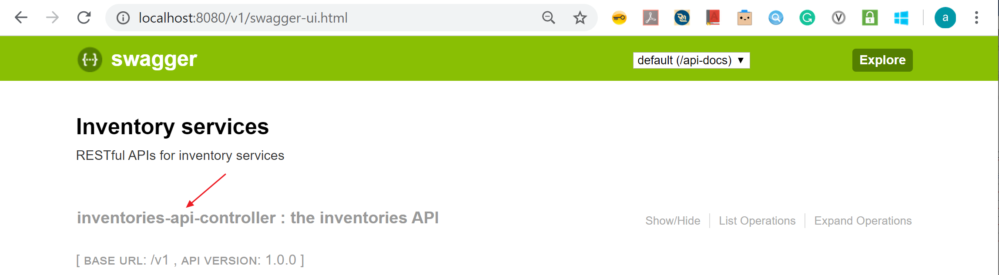 localhost:8080/v1/swagger-ui.html
a
{···} swagger
default (/api-docs) ▼
Explore
Inventory services
RESTful APIs for inventory services
inventories-api-controller : the inventories API
Show/Hide
List Operations
Expand Operations
[ BASE URL: /v1 , API VERSION: 1.0.0 ]